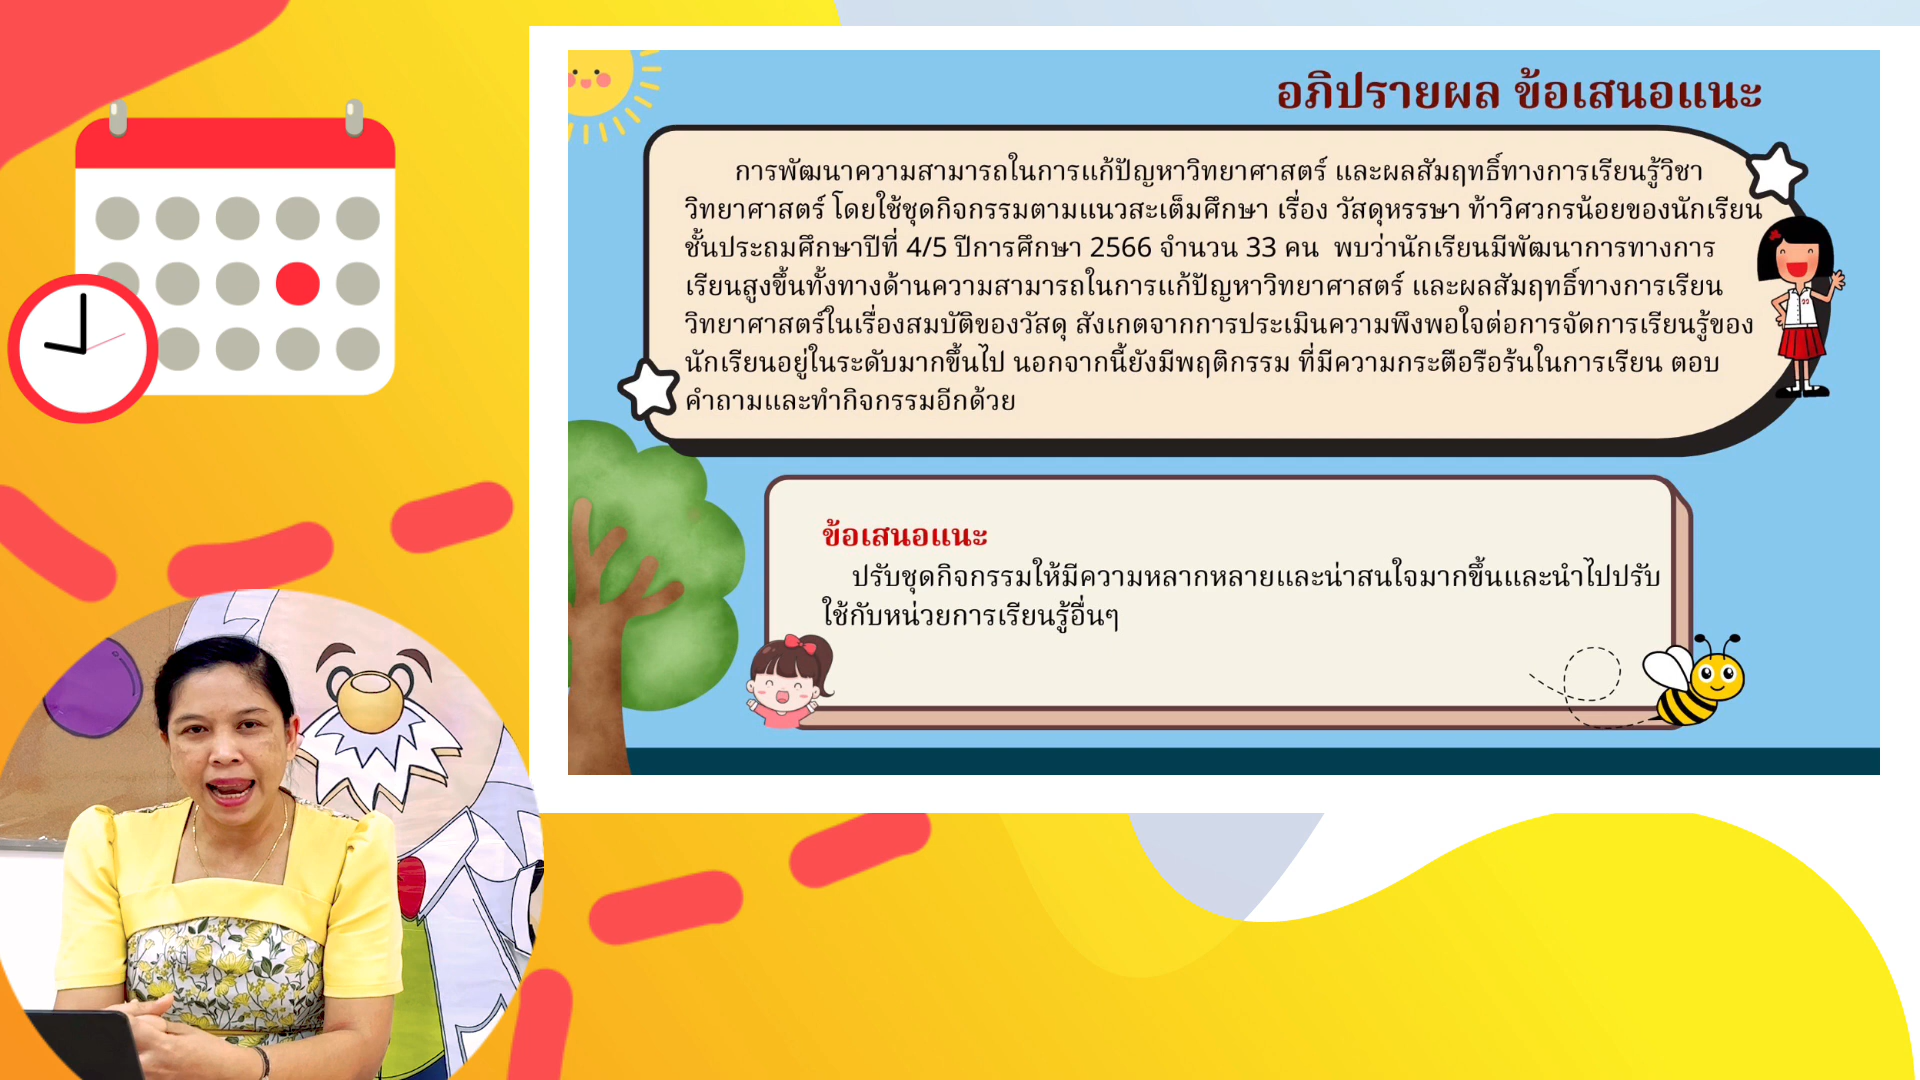 อภิปรายผล ข้อเสนอแนะ
การพัฒนาความสามารถในการแก้ปัญหาวิทยาศาสตร์ และผลสัมฤทธิ์ทางการเรียนรู้วิชา
วิทยาศาสตร์ โดยใช้ชุดกิจกรรมตามแนวสะเต็มศึกษา เรื่อง วัสดุหรรษา ท้าวิศวกรน้อยของนักเรียน
ชั้นประถมศึกษาปีที่ 4/5 ปีการศึกษา 2566 จำนวน 33 คน พบว่านักเรียนมีพัฒนาการทางการ
เรียนสูงขึ้นทั้งทางด้านความสามารถในการแก้ปัญหาวิทยาศาสตร์ และผลสัมฤทธิ์ทางการเรียน
วิทยาศาสตร์ในเรื่องสมบัติของวัสดุ สังเกตจากการประเมินความพึงพอใจต่อการจัดการเรียนรู้ของ
นักเรียนอยู่ในระดับมากขึ้นไป นอกจากนี้ยังมีพฤติกรรม ที่มีความกระตือรือร้นในการเรียน ตอบ
คำถามและทำกิจกรรมอีกด้วย
ข้อเสนอแนะ
ปรับชุดกิจกรรมให้มีความหลากหลายและน่าสนใจมากขึ้นและนำไปปรับ
ใช้กับหน่วยการเรียนรู้อื่นๆ